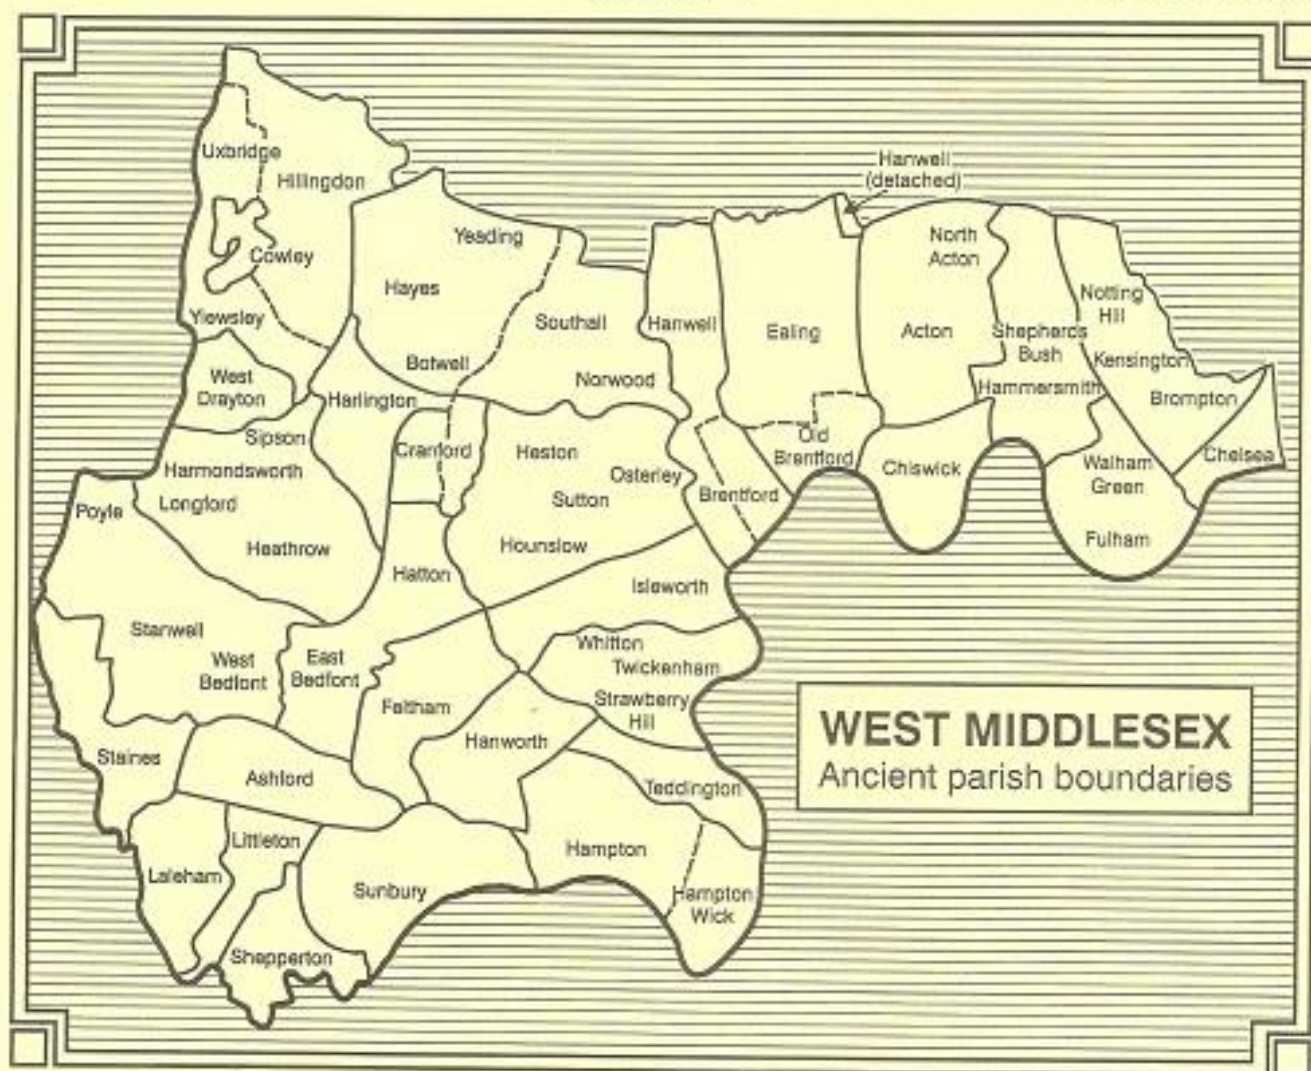 Hanwell
(detached)
Uxbridge
Hillingdon
Cowley
Yiewsley
Yeading
Hayes
Botwell
Southall
Norwood
Hanwell
Ealing
North
Acton
Acton
Shepherds
Bush
Hammersmith
Notting
Hill
Kensington
Brompton
Chelsea
West
Drayton
Harlington
Sipson
Harmondsworth
Longford
Heathrow
Poyle
Cranford
Heston
Osterley
Sutton
Hounslow
Brentford
Old
Brentford
Chiswick
Walham
Green
Fulham
Hatton
Isleworth
Stanwell
West
Bedfont
East
Bedfont
Feltham
Whitton
Twickenham
Strawberry
Hill
Hanworth
Staines
Ashford
Teddington
Littleton
Laleham
Sunbury
Hampton
Hampton
Wick
Shepperton
WEST MIDDLESEX
Ancient parish boundaries